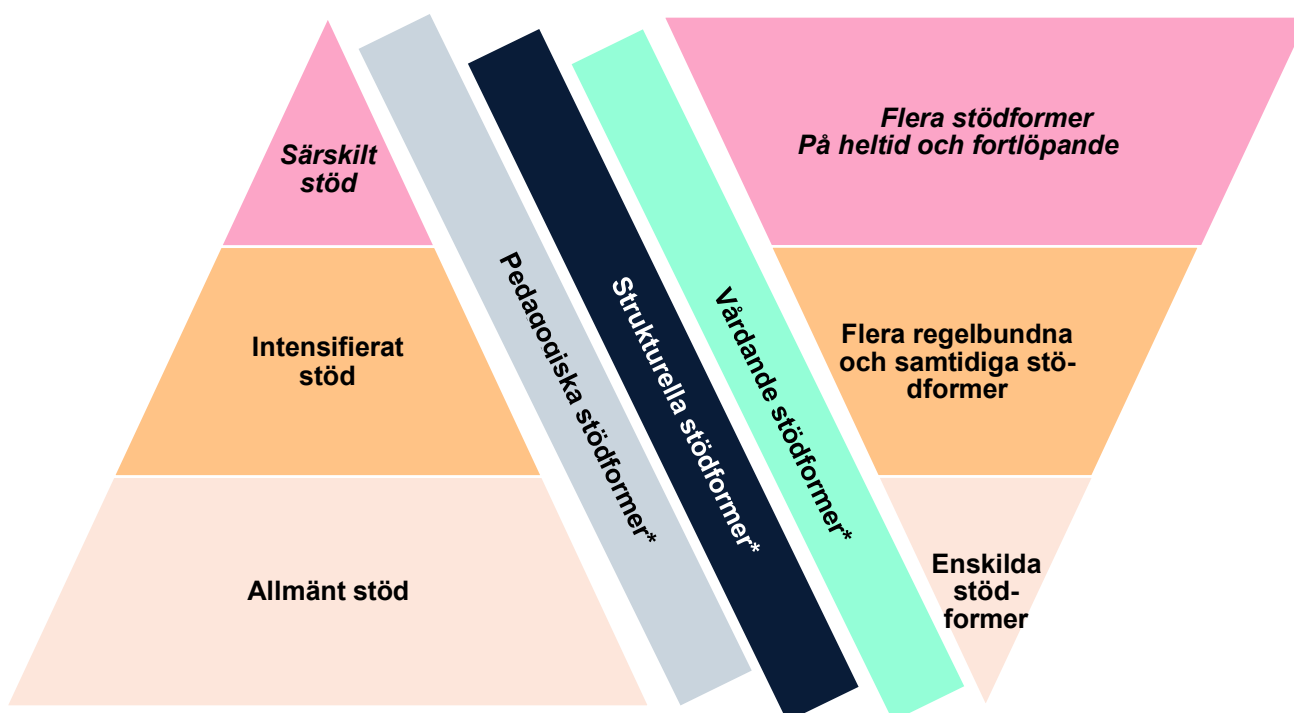 Särskilt
stöd
Intensifierat
stöd
Allmänt stöd
Pedagogiska stödformer*
Strukturella stödformer*
Vårdande stödformer*
Flera stödformer
På heltid och fortlöpande
Flera regelbundna
och samtidiga stö-
dformer
Enskilda
stöd-
former